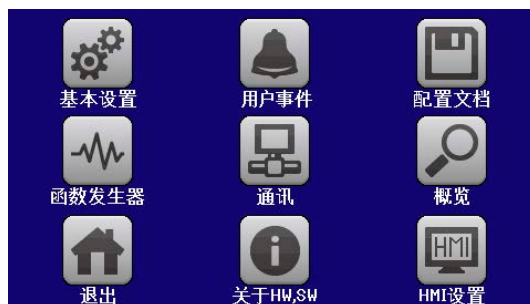 基本设置
用户事件
配置文档
函数发生器
通讯
概览
HMI
退出
关于HW,SW
HMI设置